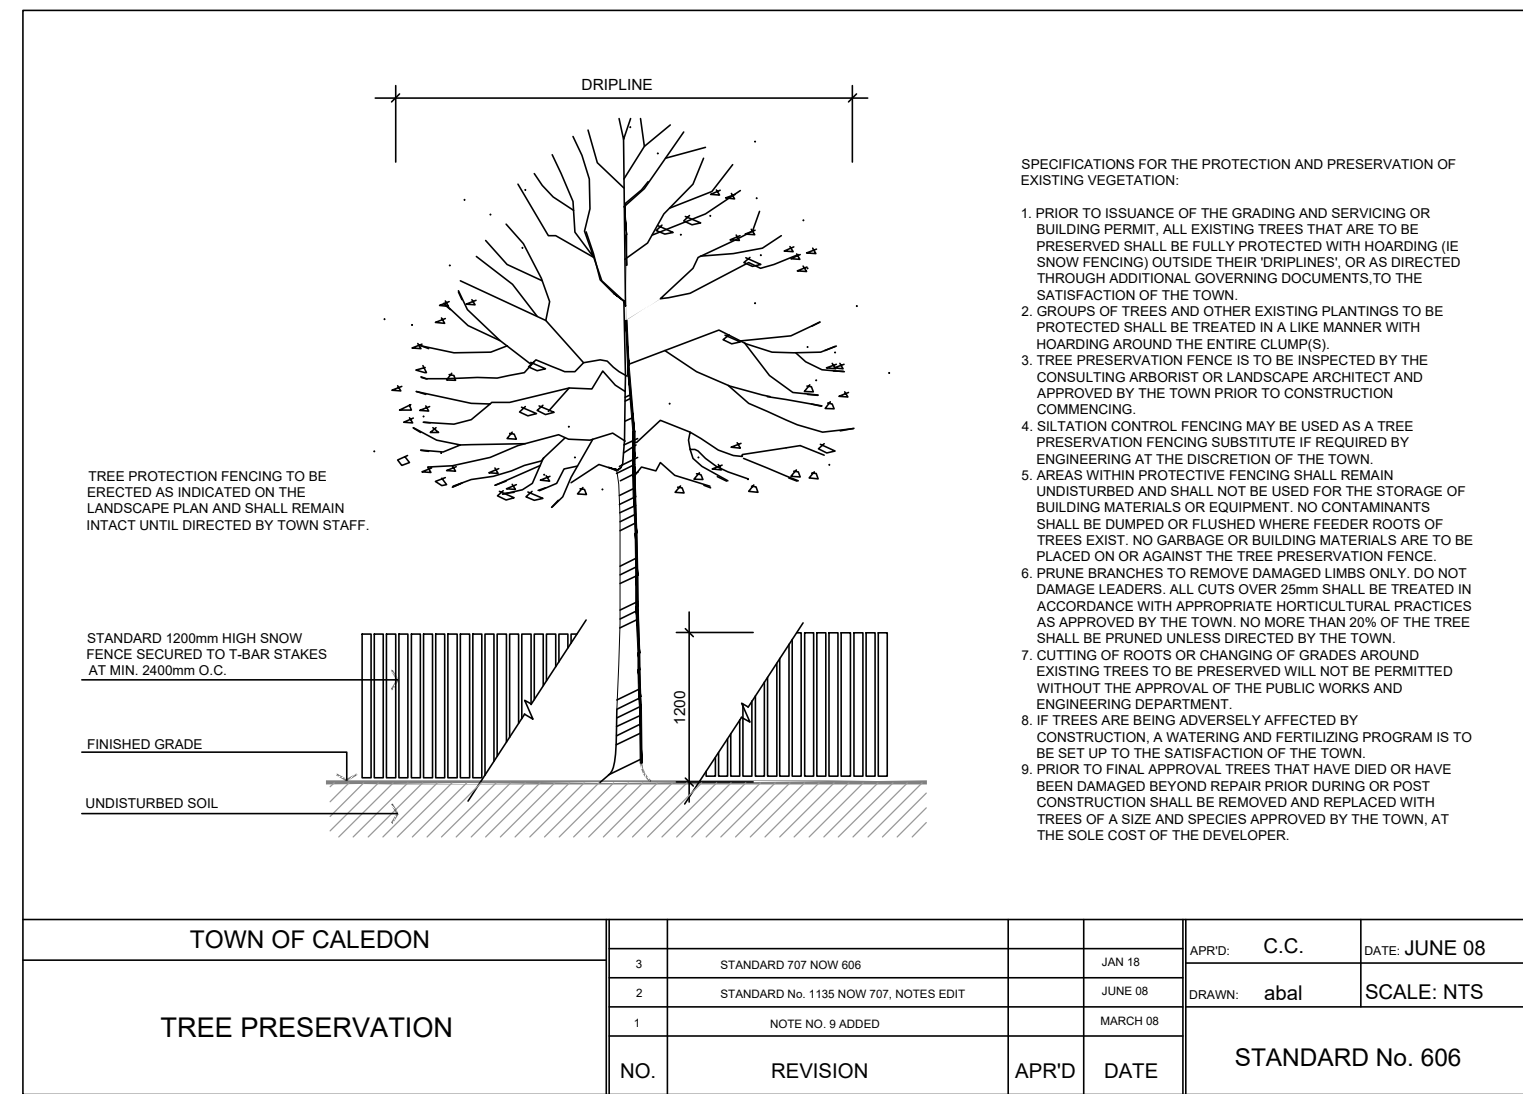 DRIPLINE
TREE PROTECTION FENCING TO BE
ERECTED AS INDICATED ON THE
LANDSCAPE PLAN AND SHALL REMAIN
INTACT UNTIL DIRECTED BY TOWN STAFF.
STANDARD 1200mm HIGH SNOW
FENCE SECURED TO T-BAR STAKES
AT MIN. 2400mm O.C.
FINISHED GRADE
UNDISTURBED SOIL
1200
SPECIFICATIONS FOR THE PROTECTION AND PRESERVATION OF
EXISTING VEGETATION:
1. PRIOR TO ISSUANCE OF THE GRADING AND SERVICING OR
BUILDING PERMIT, ALL EXISTING TREES THAT ARE TO BE
PRESERVED SHALL BE FULLY PROTECTED WITH HOARDING (IE
SNOW FENCING) OUTSIDE THEIR 'DRIPLINES', OR AS DIRECTED
THROUGH ADDITIONAL GOVERNING DOCUMENTS,TO THE
SATISFACTION OF THE TOWN.
2. GROUPS OF TREES AND OTHER EXISTING PLANTINGS TO BE
PROTECTED SHALL BE TREATED IN A LIKE MANNER WITH
HOARDING AROUND THE ENTIRE CLUMP(S).
3. TREE PRESERVATION FENCE IS TO BE INSPECTED BY THE
CONSULTING ARBORIST OR LANDSCAPE ARCHITECT AND
APPROVED BY THE TOWN PRIOR TO CONSTRUCTION
COMMENCING.
4. SILTATION CONTROL FENCING MAY BE USED AS A TREE
PRESERVATION FENCING SUBSTITUTE IF REQUIRED BY
ENGINEERING AT THE DISCRETION OF THE TOWN.
5. AREAS WITHIN PROTECTIVE FENCING SHALL REMAIN
UNDISTURBED AND SHALL NOT BE USED FOR THE STORAGE OF
BUILDING MATERIALS OR EQUIPMENT. NO CONTAMINANTS
SHALL BE DUMPED OR FLUSHED WHERE FEEDER ROOTS OF
TREES EXIST. NO GARBAGE OR BUILDING MATERIALS ARE TO BE
PLACED ON OR AGAINST THE TREE PRESERVATION FENCE.
6. PRUNE BRANCHES TO REMOVE DAMAGED LIMBS ONLY. DO NOT
DAMAGE LEADERS. ALL CUTS OVER 25mm SHALL BE TREATED IN
ACCORDANCE WITH APPROPRIATE HORTICULTURAL PRACTICES
AS APPROVED BY THE TOWN. NO MORE THAN 20% OF THE TREE
SHALL BE PRUNED UNLESS DIRECTED BY THE TOWN.
7. CUTTING OF ROOTS OR CHANGING OF GRADES AROUND
EXISTING TREES TO BE PRESERVED WILL NOT BE PERMITTED
WITHOUT THE APPROVAL OF THE PUBLIC WORKS AND
ENGINEERING DEPARTMENT.
8. IF TREES ARE BEING ADVERSELY AFFECTED BY
CONSTRUCTION, A WATERING AND FERTILIZING PROGRAM IS TO
BE SET UP TO THE SATISFACTION OF THE TOWN.
9. PRIOR TO FINAL APPROVAL TREES THAT HAVE DIED OR HAVE
BEEN DAMAGED BEYOND REPAIR PRIOR DURING OR POST
CONSTRUCTION SHALL BE REMOVED AND REPLACED WITH
TREES OF A SIZE AND SPECIES APPROVED BY THE TOWN, AT
THE SOLE COST OF THE DEVELOPER.
TOWN OF CALEDON
TREE PRESERVATION
3 STANDARD 707 NOW 606 JAN 18
2 STANDARD No. 1135 NOW 707, NOTES EDIT JUNE 08
1 NOTE NO. 9 ADDED MARCH 08
NO. REVISION APR'D DATE
APR'D: C.C. DATE: JUNE 08
DRAWN: abal SCALE: NTS
STANDARD No. 606